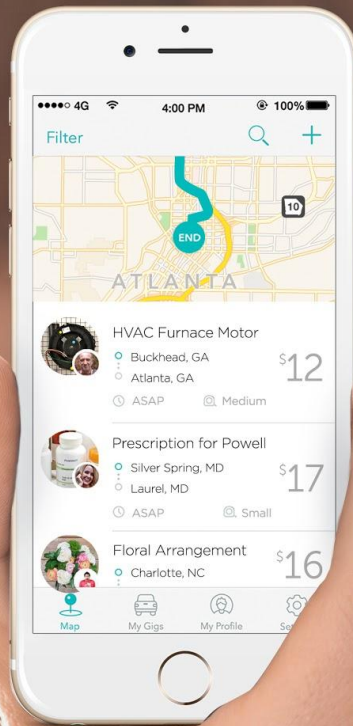 4G 4:00 PM 100%
Filter
10
END
ATLANTA
HVAC Furnace Motor
Buckhead, GA
$12
Atlanta, GA
ASAP Medium
Prescription for Powell
Silver Spring, MD
$17
Laurel, MD
ASAP Small
Floral Arrangement
$16
Charlotte, NC
Map My Gigs My Profile